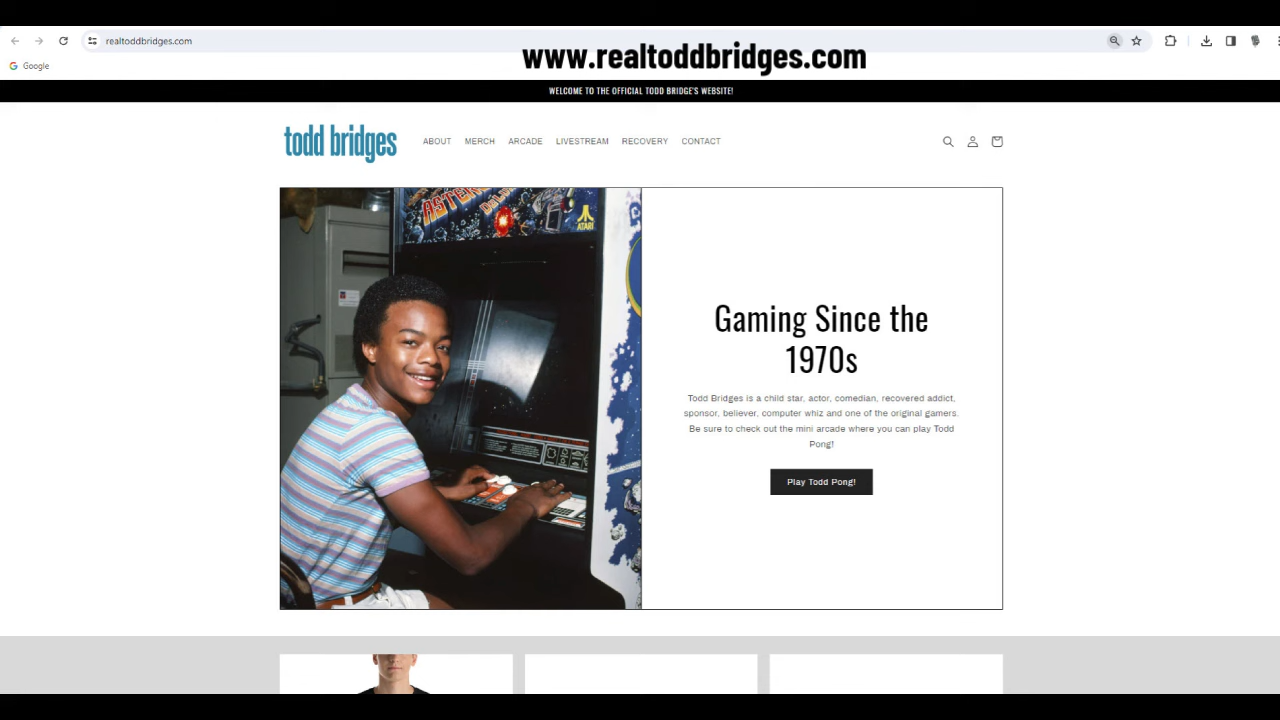 realtoddbridges.com
www.realtoddbridges.com
Google
WELCOME TO THE OFFICIAL TODD BRIDGE'S WEBSITE!
todd bridges
ABOUT MERCH ARCADE LIVESTREAM RECOVERY CONTACT
ASTEROIDS
DeLuxe
ATARI
Gaming Since the
1970s
Todd Bridges is a child star, actor, comedian, recovered addict,
sponsor, believer, computer whiz and one of the original gamers.
Be sure to check out the mini arcade where you can play Todd
Pong!
Play Todd Pong!